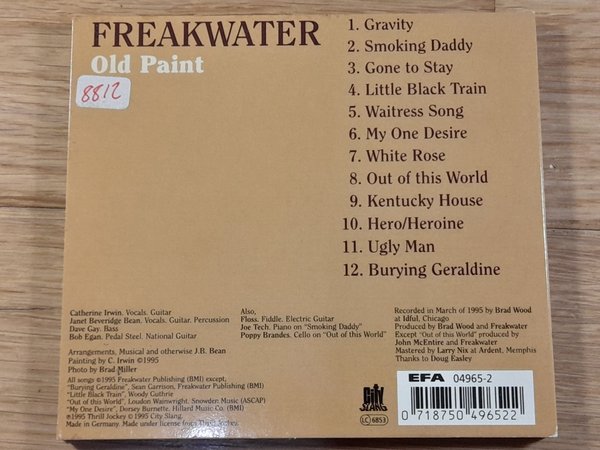 FREAKWATER
Old Paint
8812
1. Gravity
2. Smoking Daddy
3. Gone to Stay
4. Little Black Train
5. Waitress Song
6. My One Desire
7. White Rose
8. Out of this World
9. Kentucky House
10. Hero/Heroine
11. Ugly Man
12. Burying Geraldine
Catherine Irwin, Vocals, Guitar
Janet Beveridge Bean, Vocals, Guitar, Percussion
Dave Gay, Bass
Bob Egan, Pedal Steel, National Guitar
Arrangements, Musical and otherwise J.B. Bean
Painting by C. Irwin ©1995
Photo by Brad Miller
All songs ©1995 Freakwater Publishing (BMI) except,
"Burying Geraldine", Sean Garrison, Freakwater Publishing (BMI)
"Little Black Train", Woody Guthrie
"Out of this World", Loudon Wainwright, Snowden Music (ASCAP)
"My One Desire", Dorsey Burnette, Hillard Music Co. (BMI)
℗1995 Thrill Jockey ©1995 City Slang.
Made in Germany. Made under license from Thrill Jockey
Also,
Floss, Fiddle, Electric Guitar
Joe Tech, Piano on "Smoking Daddy"
Poppy Brandes, Cello on "Out of this World"
Recorded in March of 1995 by Brad Wood
at Idful, Chicago
Produced by Brad Wood and Freakwater
Except "Out of this World" produced by
John McEntire and Freakwater
Mastered by Larry Nix at Ardent, Memphis
Thanks to Doug Easley
City
SLANG
LC 6853
EFA 04965-2
0 718750 496522